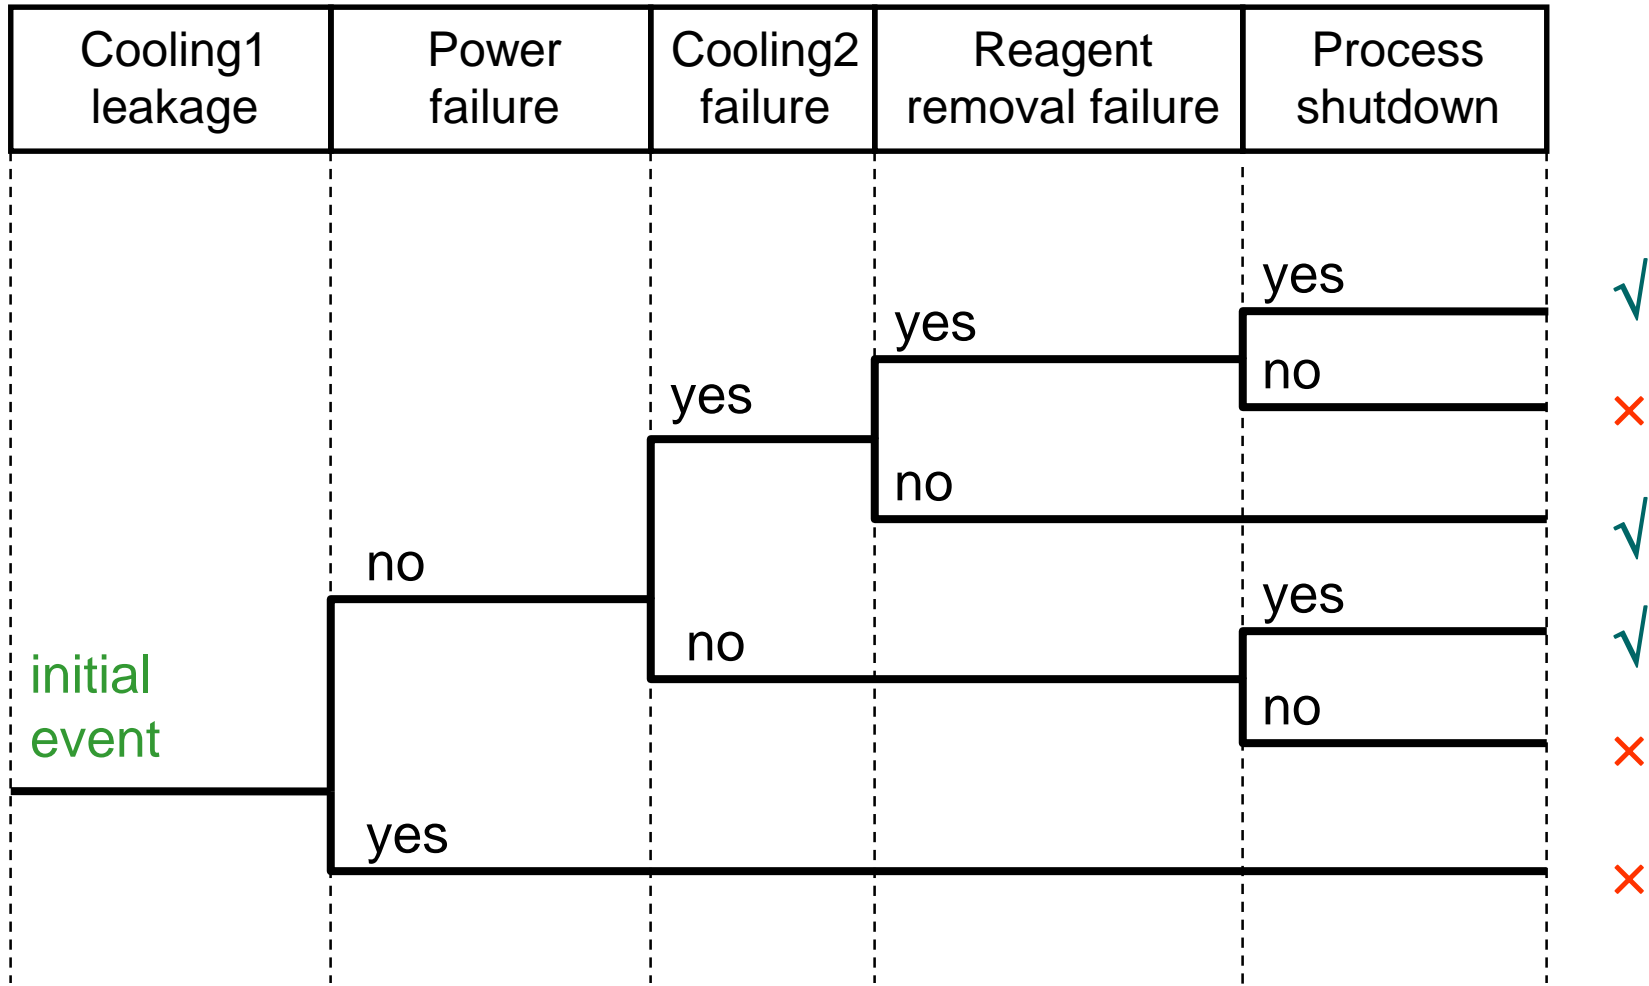 Cooling1
leakage
Power
failure
Cooling2
failure
Reagent
removal failure
Process
shutdown
yes
√
yes
no
×
yes
no
√
no
yes
√
no
initial
event
no
×
yes
×